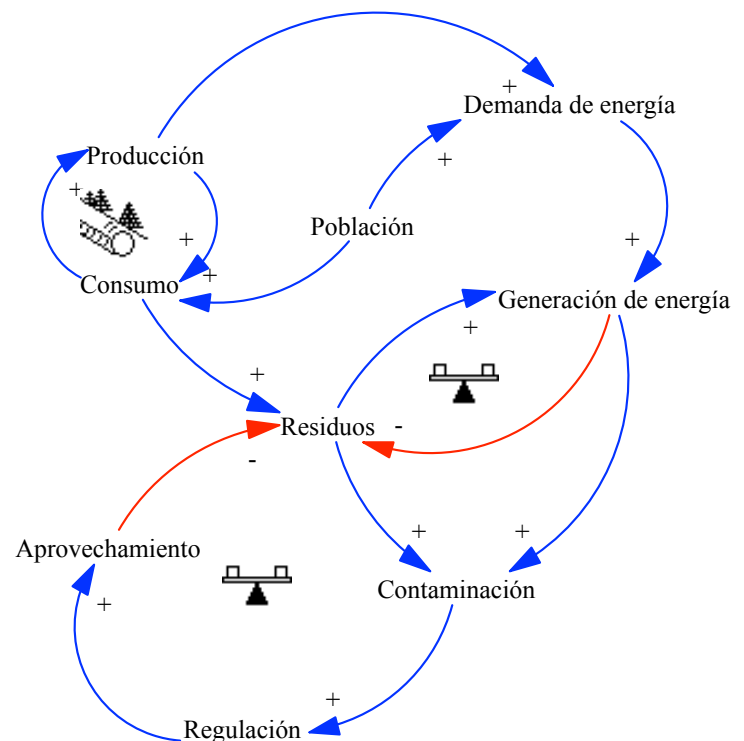 +
Demanda de energía
Producción
+
+
Población
+
+
Consumo
+
Generación de energía
+
+
Residuos
-
-
+
+
Aprovechamiento
Contaminación
+
+
Regulación